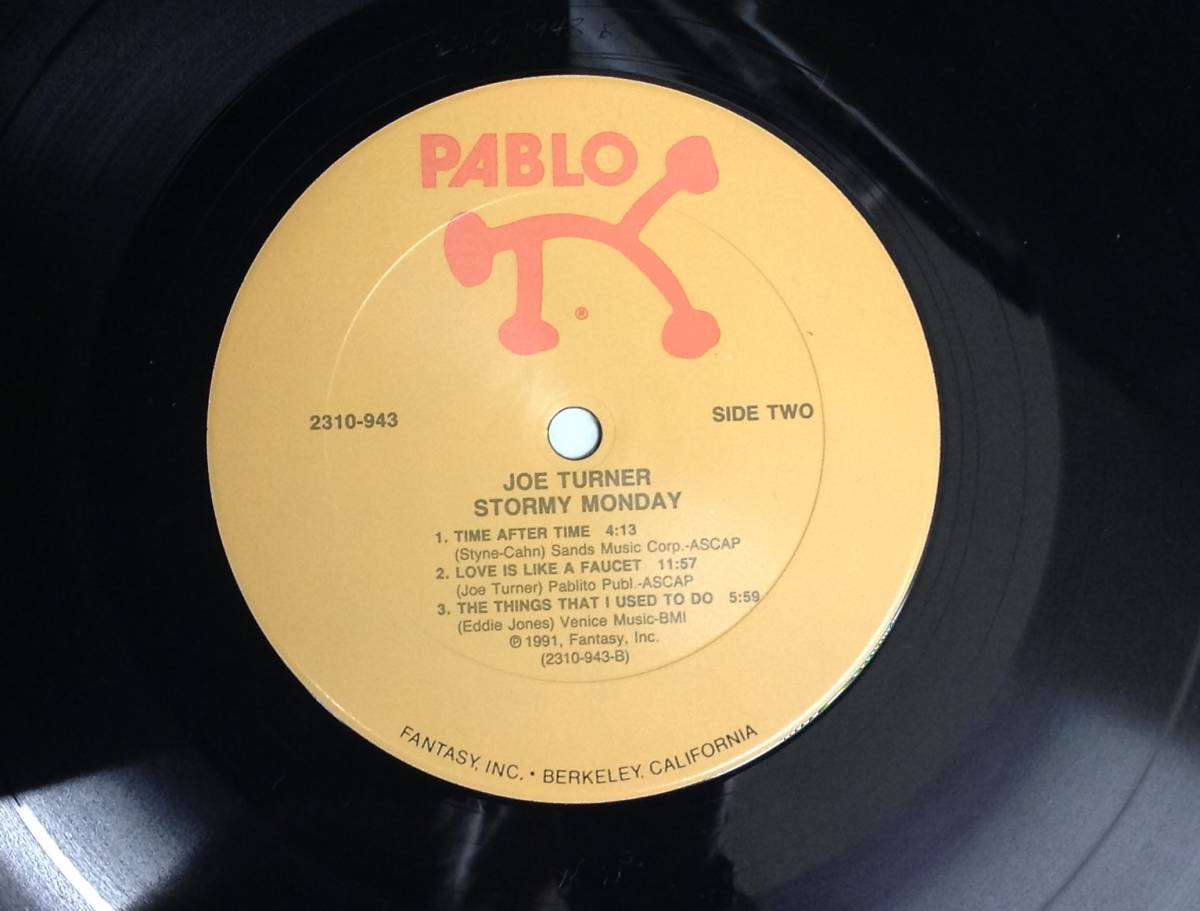 PABLO
®
2310-943
SIDE TWO
JOE TURNER
STORMY MONDAY
1. TIME AFTER TIME 4:13
(Styne-Cahn) Sands Music Corp.-ASCAP
2. LOVE IS LIKE A FAUCET 11:57
(Joe Turner) Pablito Publ.-ASCAP
3. THE THINGS THAT I USED TO DO 5:59
(Eddie Jones) Venice Music-BMI
℗ 1991, Fantasy, Inc.
(2310-943-B)
FANTASY, INC. • BERKELEY, CALIFORNIA